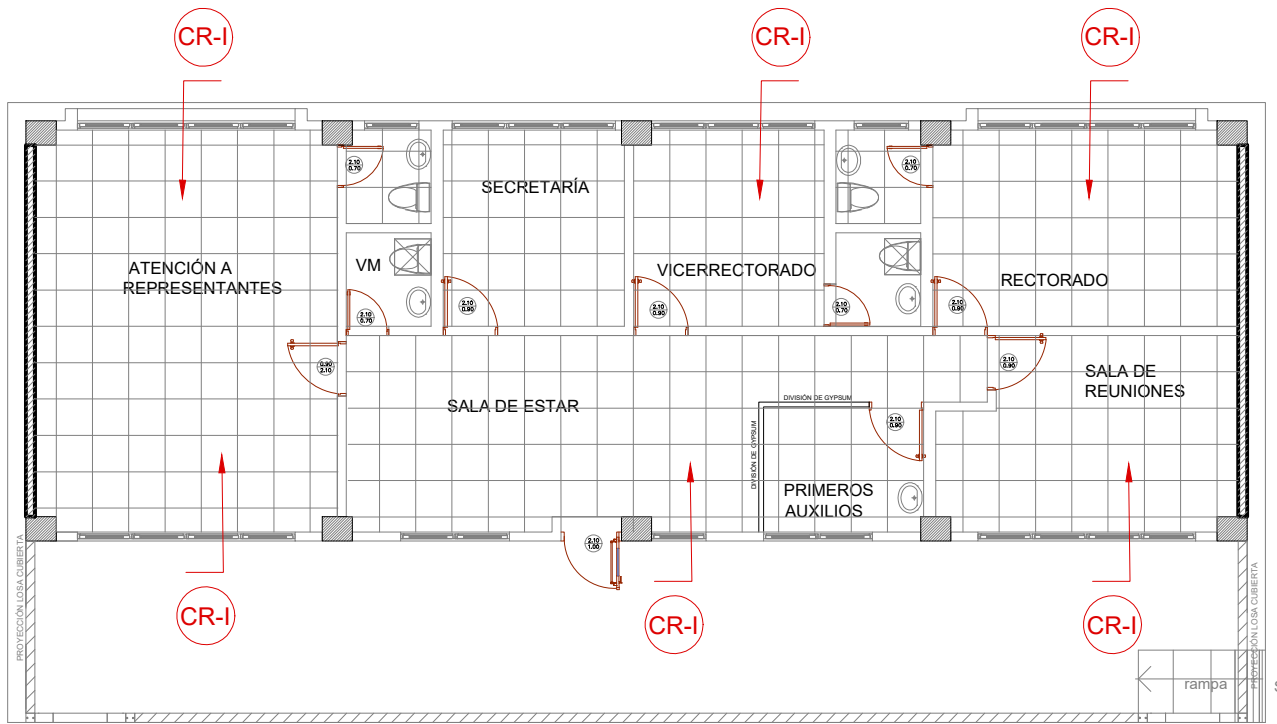 CR-I
CR-I
CR-I
2.10
0.70
2.10
0.70
SECRETARÍA
ATENCIÓN A
REPRESENTANTES
VM
VICERRECTORADO
RECTORADO
2.10
0.70
2.10
0.90
2.10
0.90
2.10
0.70
2.10
0.90
0.90
2.10
2.10
0.90
SALA DE
REUNIONES
SALA DE ESTAR
DIVISIÓN DE GYPSUM
DIVISIÓN DE GYPSUM
2.10
0.90
PRIMEROS
AUXILIOS
2.10
1.00
PROYECCIÓN LOSA CUBIERTA
PROYECCIÓN LOSA CUBIERTA
CR-I
CR-I
CR-I
rampa
S